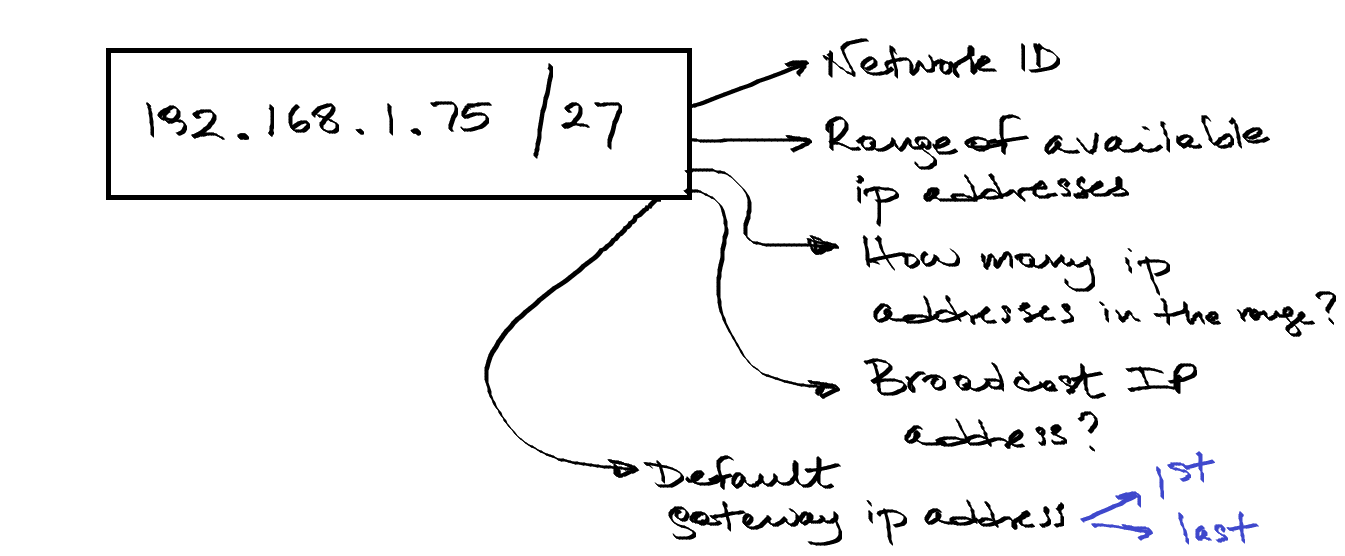 192.168.1.75 /27
Network ID
Range of available
ip addresses
How many ip
addresses in the range?
Broadcast IP
address?
Default
gateway ip address
1st
last